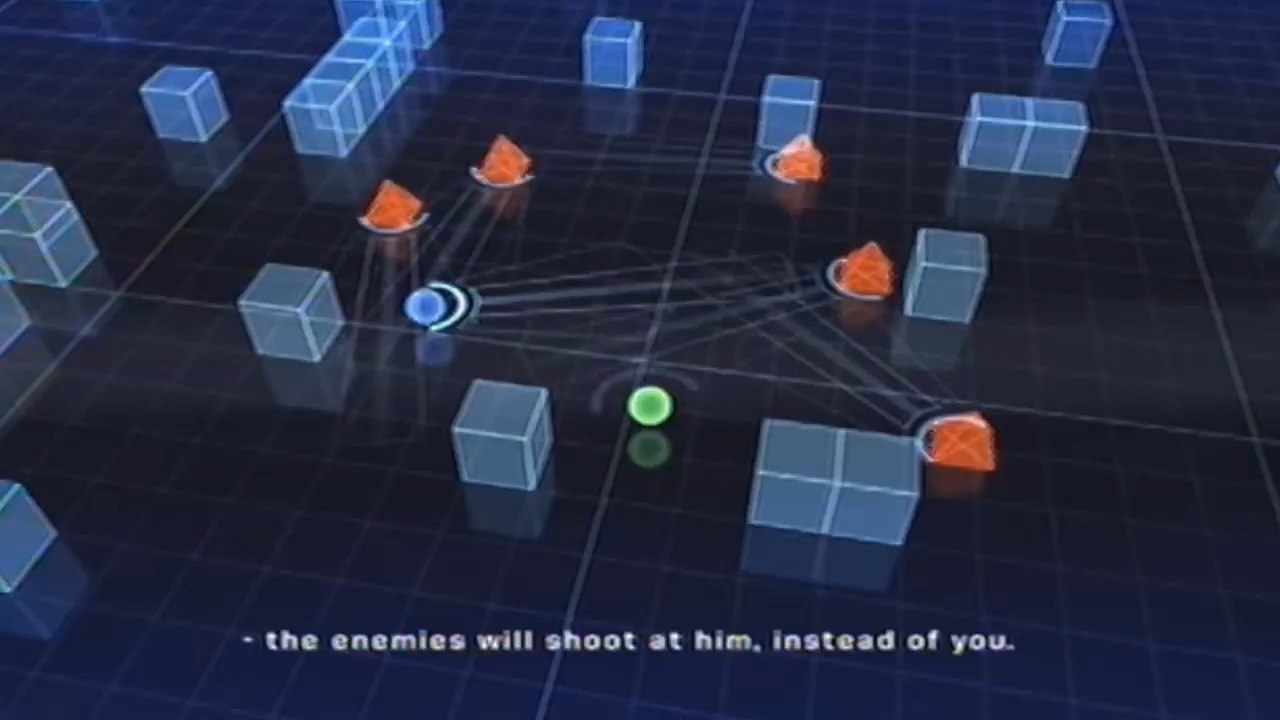 - the enemies will shoot at him, instead of you.